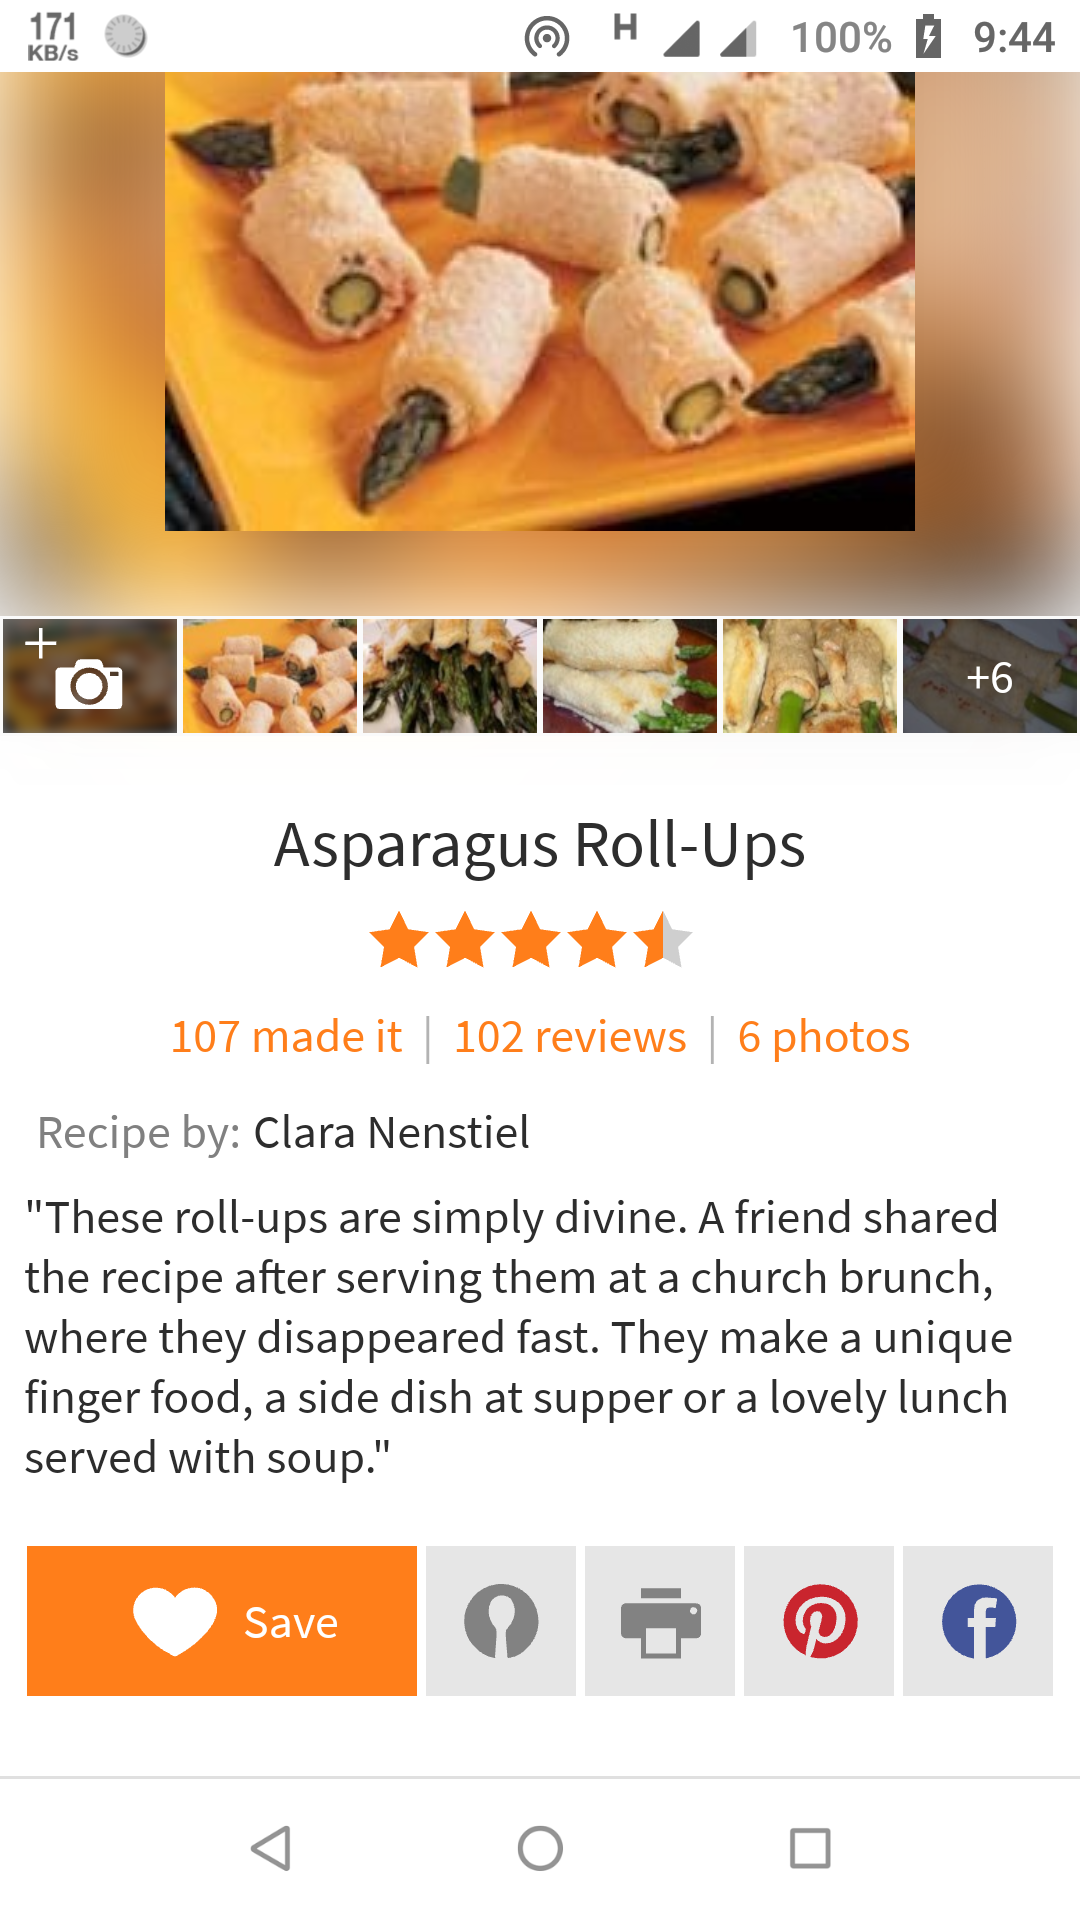 171
KB/s
H
100%
9:44
+6
Asparagus Roll-Ups
107 made it | 102 reviews | 6 photos
Recipe by: Clara Nenstiel
"These roll-ups are simply divine. A friend shared
the recipe after serving them at a church brunch,
where they disappeared fast. They make a unique
finger food, a side dish at supper or a lovely lunch
served with soup."
Save